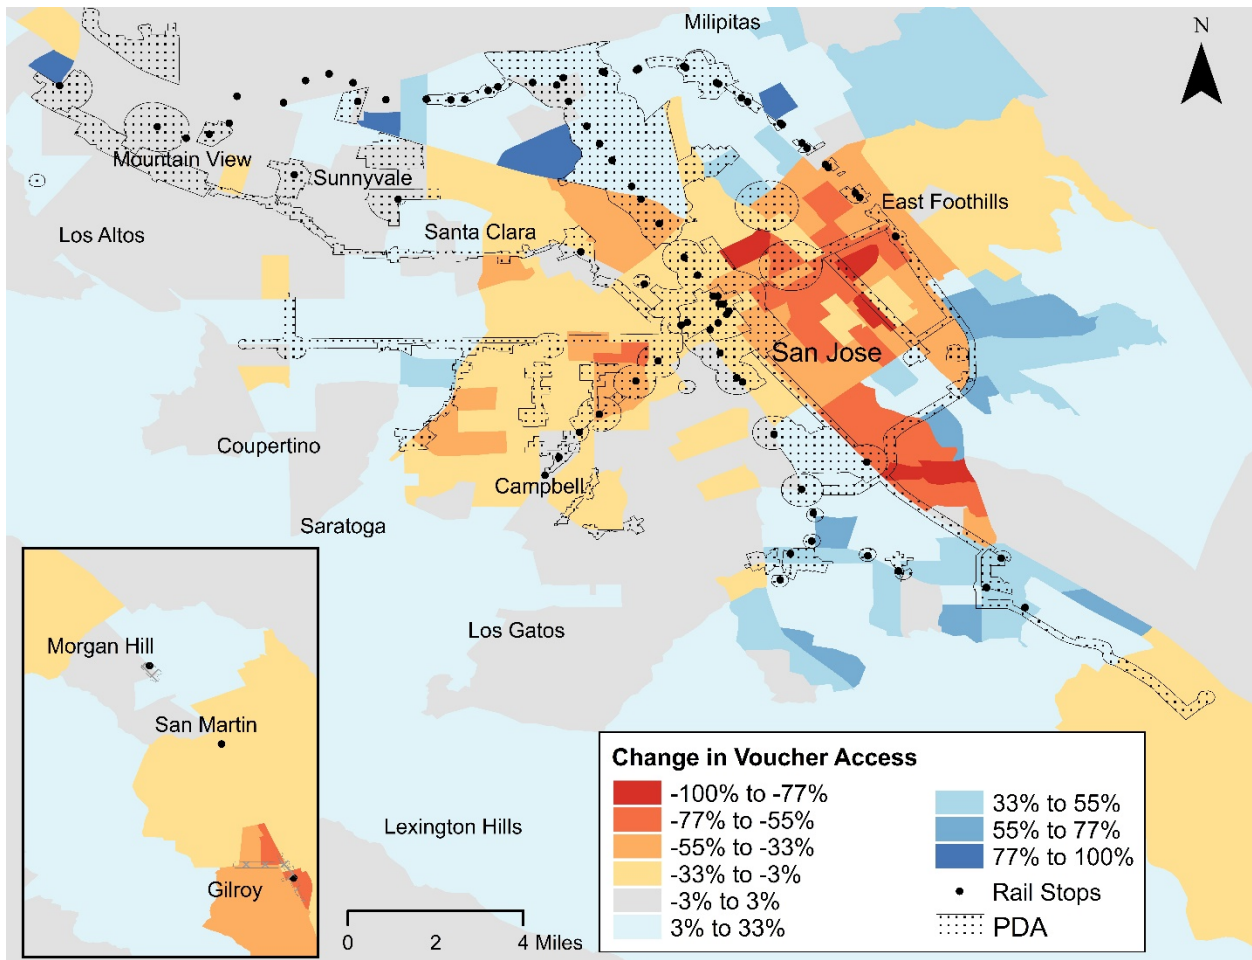 Milipitas
N
Mountain View
Sunnyvale
East Foothills
Los Altos
Santa Clara
San Jose
Coupertino
Campbell
Saratoga
Los Gatos
Morgan Hill
San Martin
Gilroy
Lexington Hills
0 2 4 Miles
Change in Voucher Access
-100% to -77%
-77% to -55%
-55% to -33%
-33% to -3%
-3% to 3%
3% to 33%
33% to 55%
55% to 77%
77% to 100%
Rail Stops
PDA